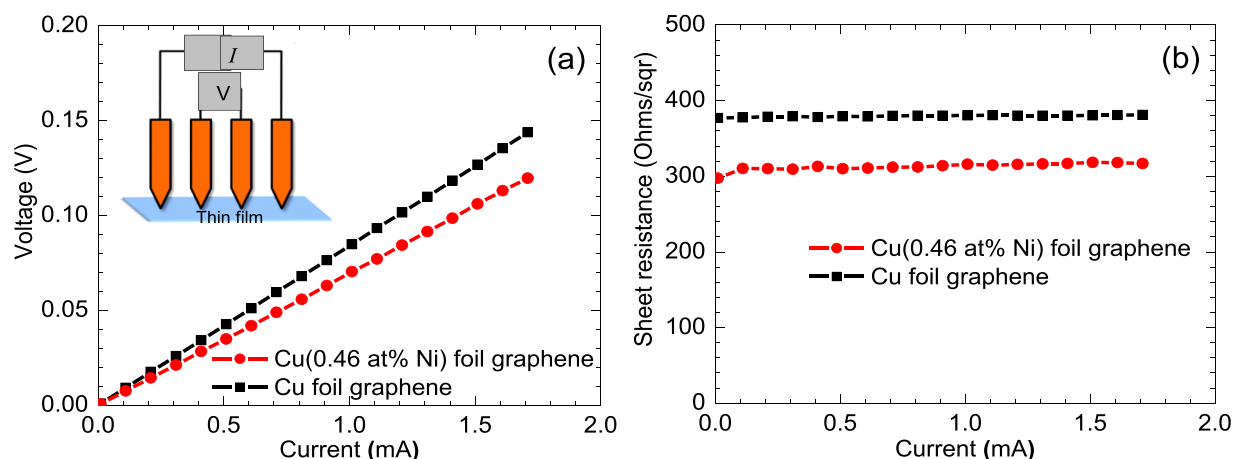 (a)
0.20
0.15
0.10
0.05
0.00
Voltage (V)
I
V
Thin film
Cu(0.46 at% Ni) foil graphene
Cu foil graphene
0.0 0.5 1.0 1.5 2.0
Current (mA)
(b)
500
400
300
200
100
0
Sheet resistance (Ohms/sqr)
Cu(0.46 at% Ni) foil graphene
Cu foil graphene
0.0 0.5 1.0 1.5 2.0
Current (mA)